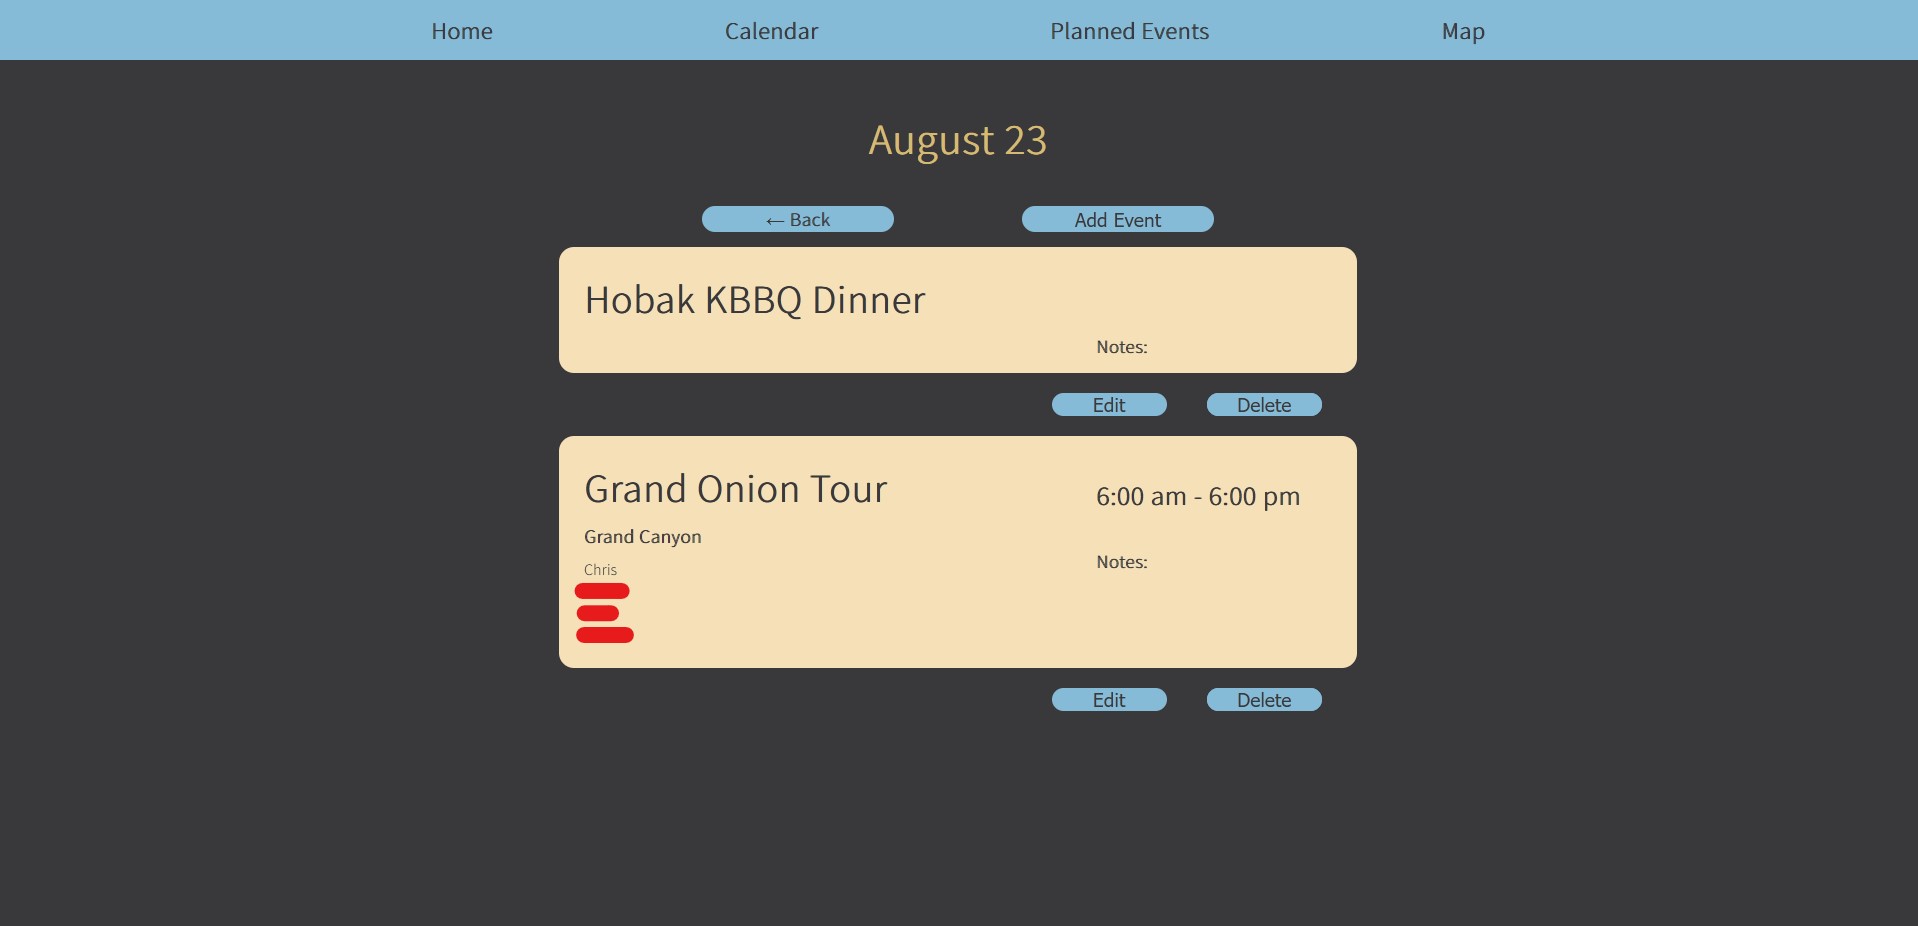 Home Calendar Planned Events Map
August 23
← Back Add Event
Hobak KBBQ Dinner
Notes:
Edit Delete
Grand Onion Tour
6:00 am - 6:00 pm
Grand Canyon
Notes:
Chris
Edit Delete